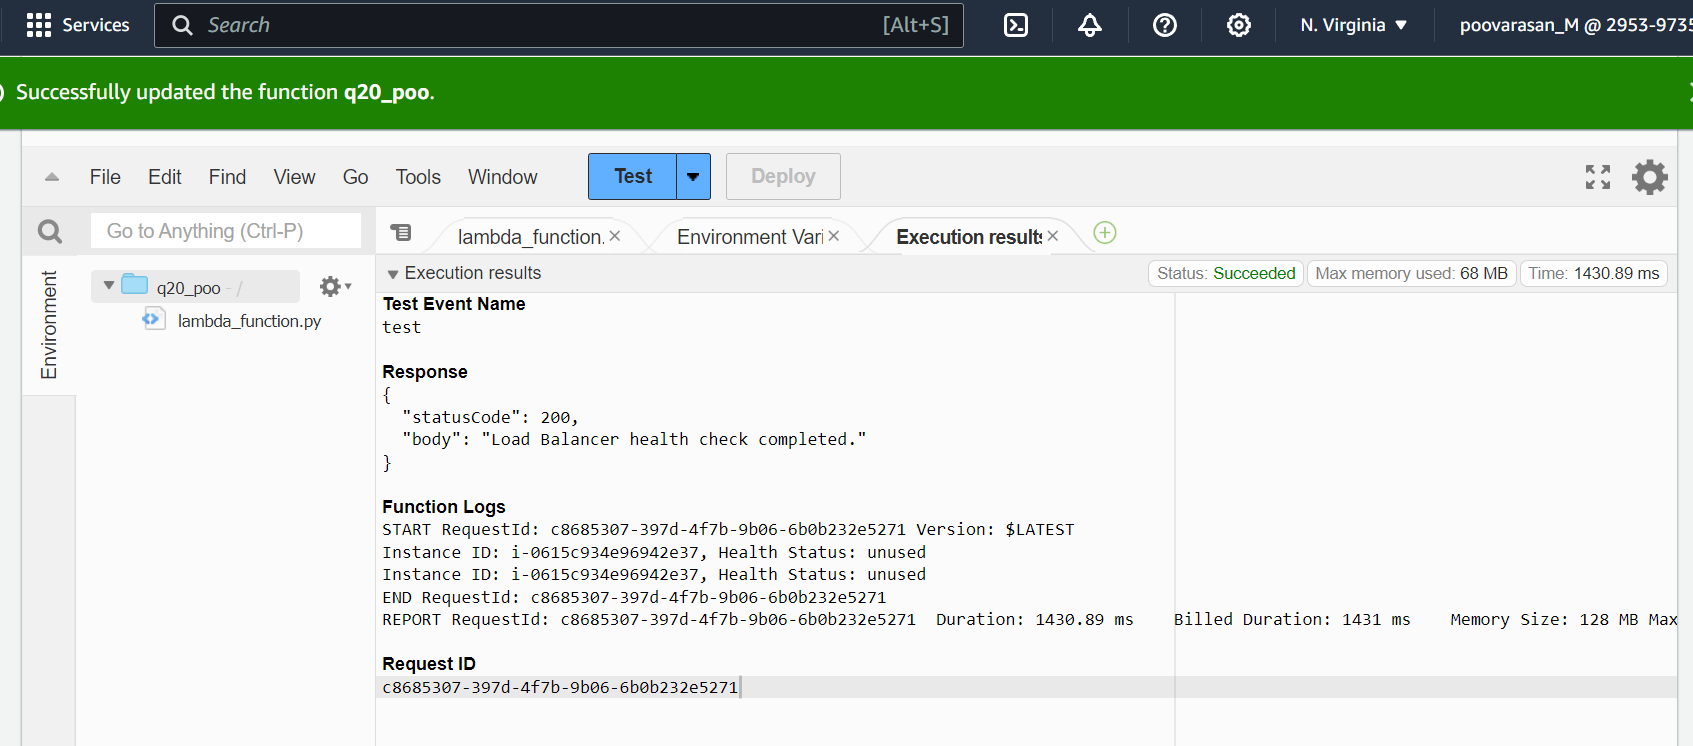 Services
Search
[Alt+S]
N. Virginia
poovarasan_M @ 2953-9735
Successfully updated the function q20_poo.
File Edit Find View Go Tools Window
Test
Deploy
Go to Anything (Ctrl-P)
lambda_function.
Environment Vari
Execution results
Environment
q20_poo - /
lambda_function.py
Execution results
Status: Succeeded
Max memory used: 68 MB
Time: 1430.89 ms
Test Event Name
test
Response
{
"statusCode": 200,
"body": "Load Balancer health check completed."
}
Function Logs
START RequestId: c8685307-397d-4f7b-9b06-6b0b232e5271 Version: $LATEST
Instance ID: i-0615c934e96942e37, Health Status: unused
Instance ID: i-0615c934e96942e37, Health Status: unused
END RequestId: c8685307-397d-4f7b-9b06-6b0b232e5271
REPORT RequestId: c8685307-397d-4f7b-9b06-6b0b232e5271 Duration: 1430.89 ms Billed Duration: 1431 ms Memory Size: 128 MB Max
Request ID
c8685307-397d-4f7b-9b06-6b0b232e5271